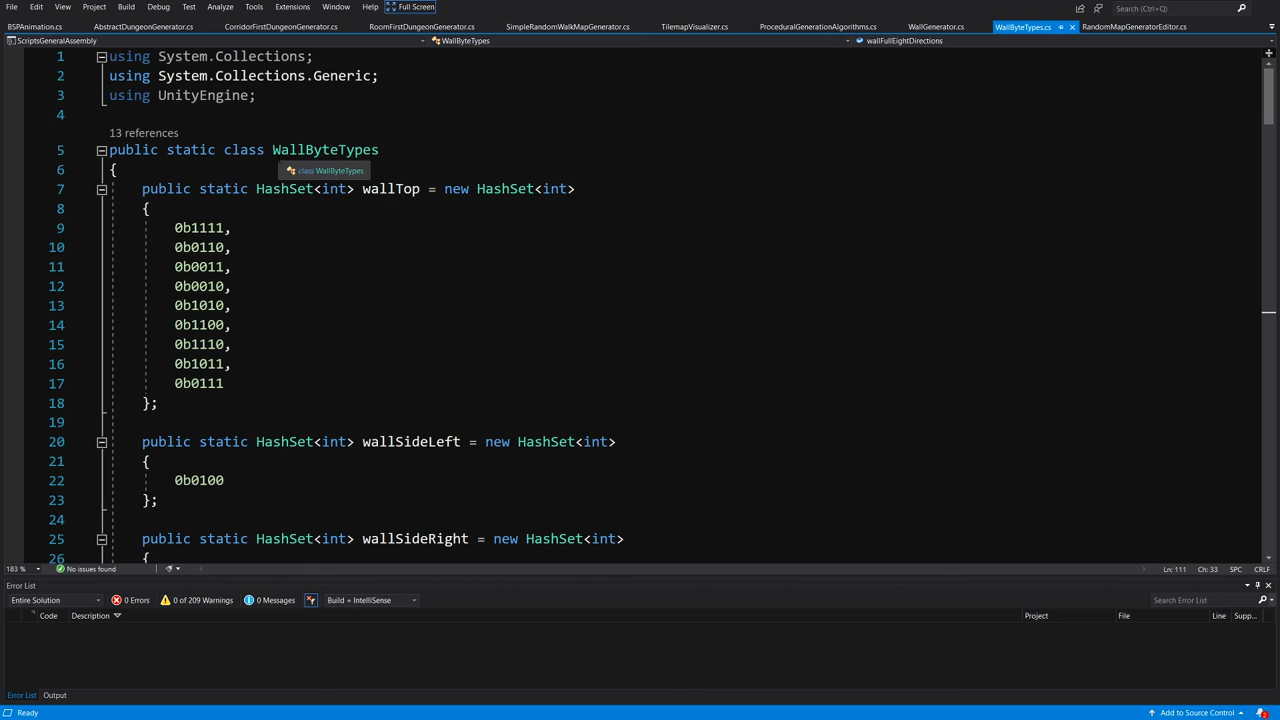 File Edit View Project Build Debug Test Analyze Tools Extensions Window Help Full Screen Search (Ctrl+Q)
BSPAnimation.cs AbstractDungeonGenerator.cs CorridorFirstDungeonGenerator.cs RoomFirstDungeonGenerator.cs SimpleRandomWalkMapGenerator.cs TilemapVisualizer.cs ProceduralGenerationAlgorithms.cs WallGenerator.cs WallByteTypes.cs RandomMapGeneratorEditor.cs
ScriptsGeneralAssembly WallByteTypes wallFullEightDirections
1 using System.Collections;
2 using System.Collections.Generic;
3 using UnityEngine;
4
13 references
5 public static class WallByteTypes
6 {
class WallByteTypes
7 public static HashSet<int> wallTop = new HashSet<int>
8 {
9 0b1111,
10 0b0110,
11 0b0011,
12 0b0010,
13 0b1010,
14 0b1100,
15 0b1110,
16 0b1011,
17 0b0111
18 };
19
20 public static HashSet<int> wallSideLeft = new HashSet<int>
21 {
22 0b0100
23 };
24
25 public static HashSet<int> wallSideRight = new HashSet<int>
26 {
183 % No issues found Ln: 111 Ch: 33 SPC CRLF
Error List
Entire Solution 0 Errors 0 of 209 Warnings 0 Messages Build + IntelliSense Search Error List
Code Description Project File Line Supp...
Error List Output
Ready Add to Source Control 2